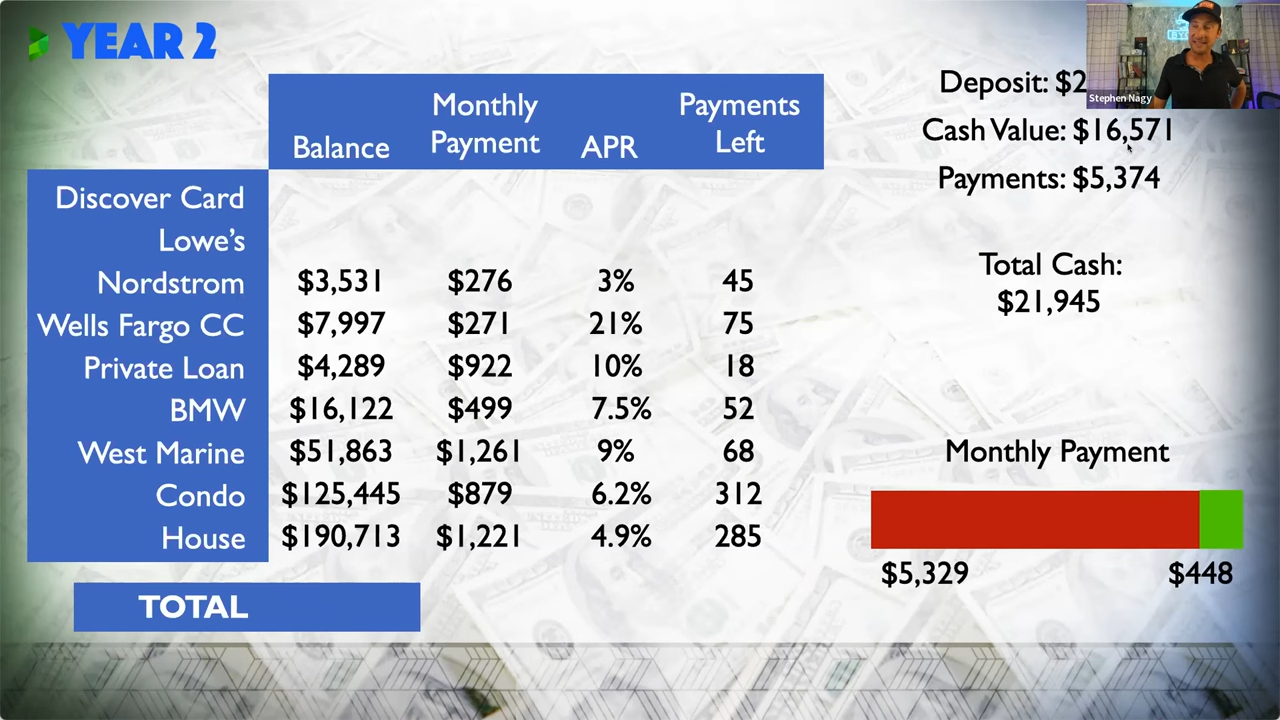 YEAR 2
Balance Monthly Payment APR Payments Left
Discover Card
Lowe's
Nordstrom $3,531 $276 3% 45
Wells Fargo CC $7,997 $271 21% 75
Private Loan $4,289 $922 10% 18
BMW $16,122 $499 7.5% 52
West Marine $51,863 $1,261 9% 68
Condo $125,445 $879 6.2% 312
House $190,713 $1,221 4.9% 285
TOTAL
Deposit: $2
Stephen Nagy
Cash Value: $16,571
Payments: $5,374
Total Cash:
$21,945
Monthly Payment
$5,329 $448